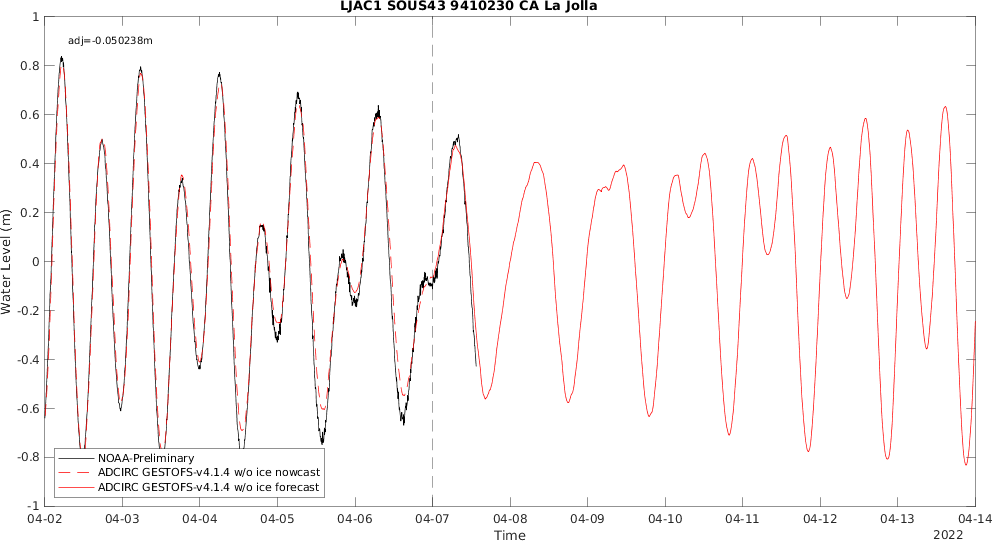 LJAC1 SOUS43 9410230 CA La Jolla
adj=-0.050238m
Water Level (m)
1
0.8
0.6
0.4
0.2
0
-0.2
-0.4
-0.6
-0.8
-1
NOAA-Preliminary
ADCIRC GESTOFS-v4.1.4 w/o ice nowcast
ADCIRC GESTOFS-v4.1.4 w/o ice forecast
04-02 04-03 04-04 04-05 04-06 04-07 04-08 04-09 04-10 04-11 04-12 04-13 04-14
Time
2022